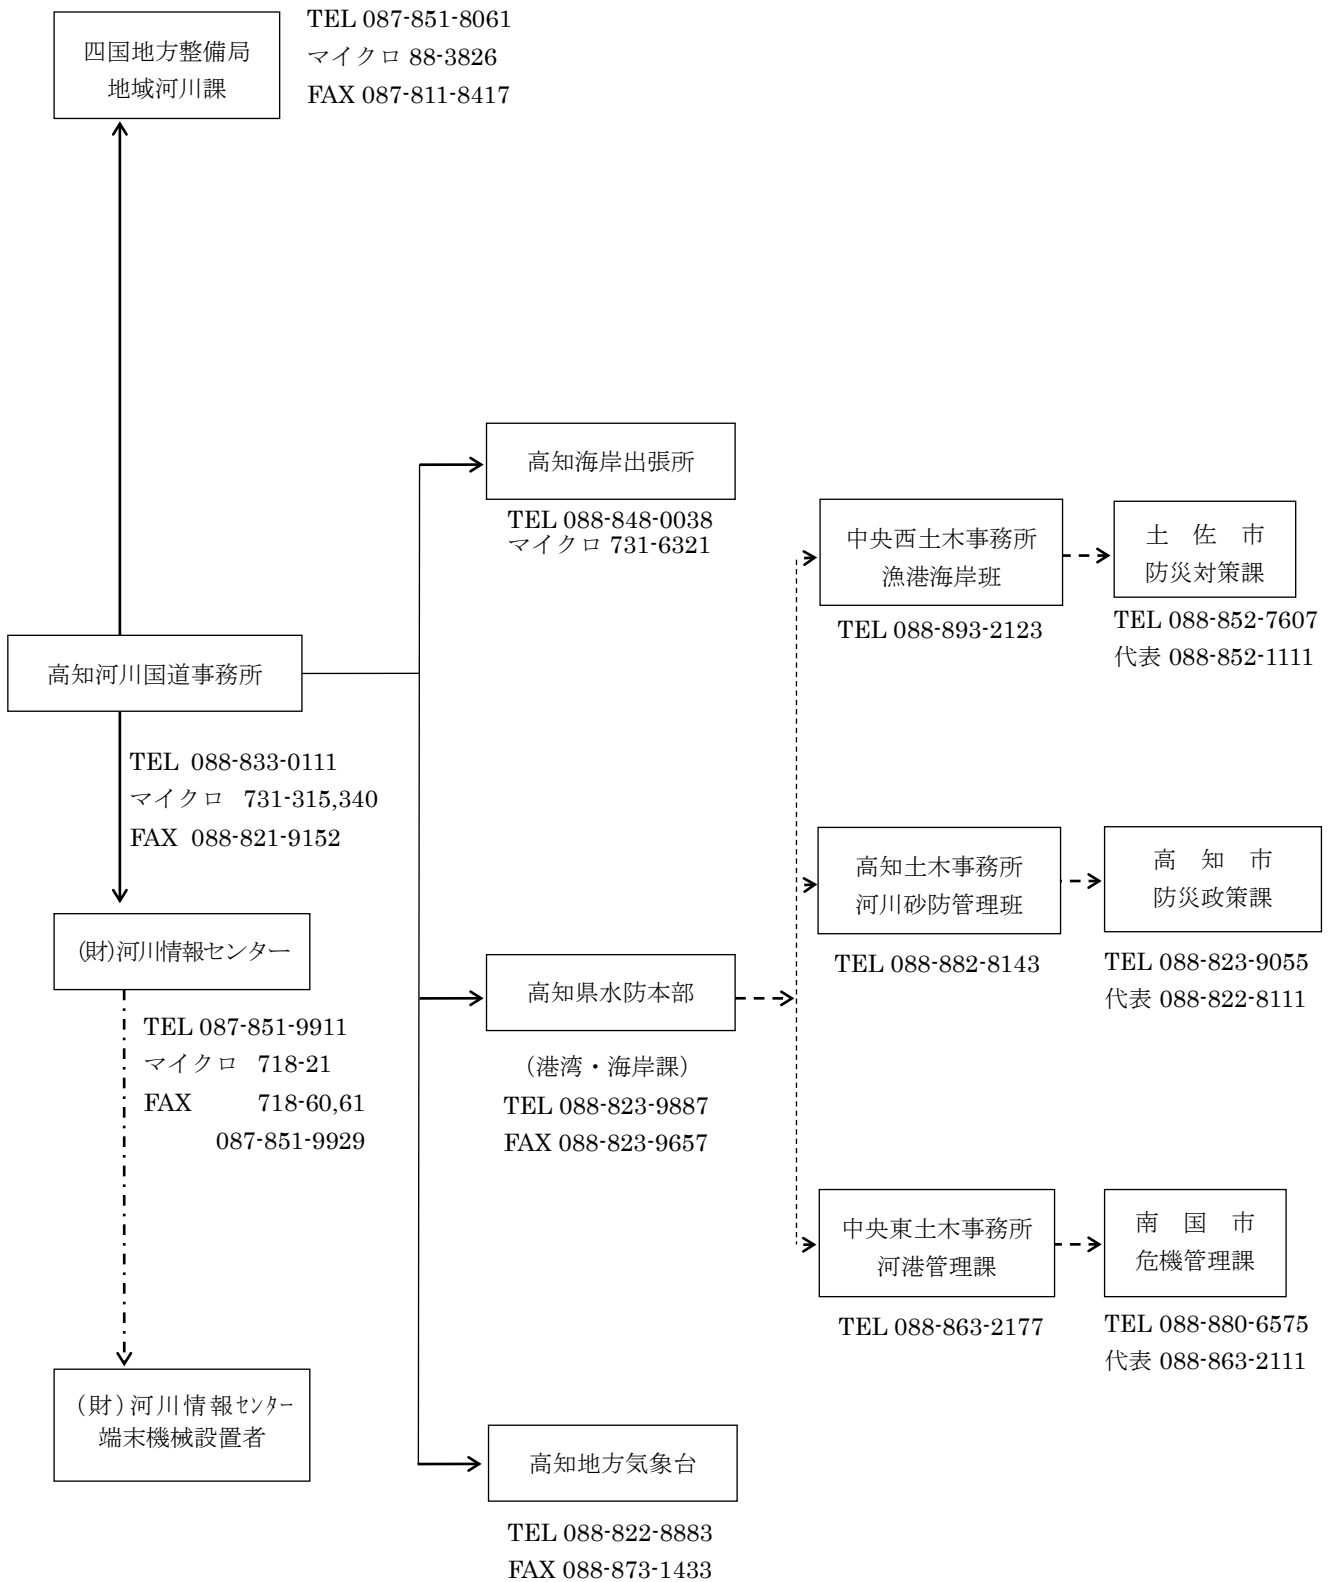 四国地方整備局
地域河川課
TEL 087-851-8061
マイクロ 88-3826
FAX 087-811-8417
高知海岸出張所
TEL 088-848-0038
マイクロ 731-6321
中央西土木事務所
漁港海岸班
TEL 088-893-2123
土 佐 市
防災対策課
TEL 088-852-7607
代表 088-852-1111
高知河川国道事務所
TEL 088-833-0111
マイクロ 731-315,340
FAX 088-821-9152
高知土木事務所
河川砂防管理班
TEL 088-882-8143
高 知 市
防災政策課
TEL 088-823-9055
代表 088-822-8111
(財)河川情報センター
TEL 087-851-9911
マイクロ 718-21
FAX 718-60,61
087-851-9929
高知県水防本部
（港湾・海岸課）
TEL 088-823-9887
FAX 088-823-9657
中央東土木事務所
河港管理課
TEL 088-863-2177
南 国 市
危機管理課
TEL 088-880-6575
代表 088-863-2111
(財)河川情報ｾﾝﾀｰ
端末機械設置者
高知地方気象台
TEL 088-822-8883
FAX 088-873-1433